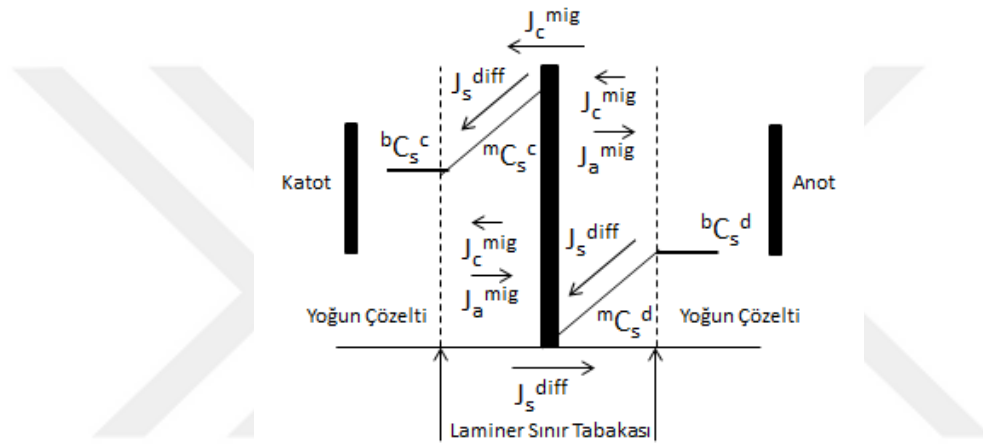 J_c^mig
J_s^diff
J_c^mig
J_a^mig
bC_s^c
mC_s^c
Katot
Anot
bC_s^d
J_s^diff
J_c^mig
J_a^mig
Yoğun Çözelti
mC_s^d
Yoğun Çözelti
J_s^diff
Laminer Sınır Tabakası